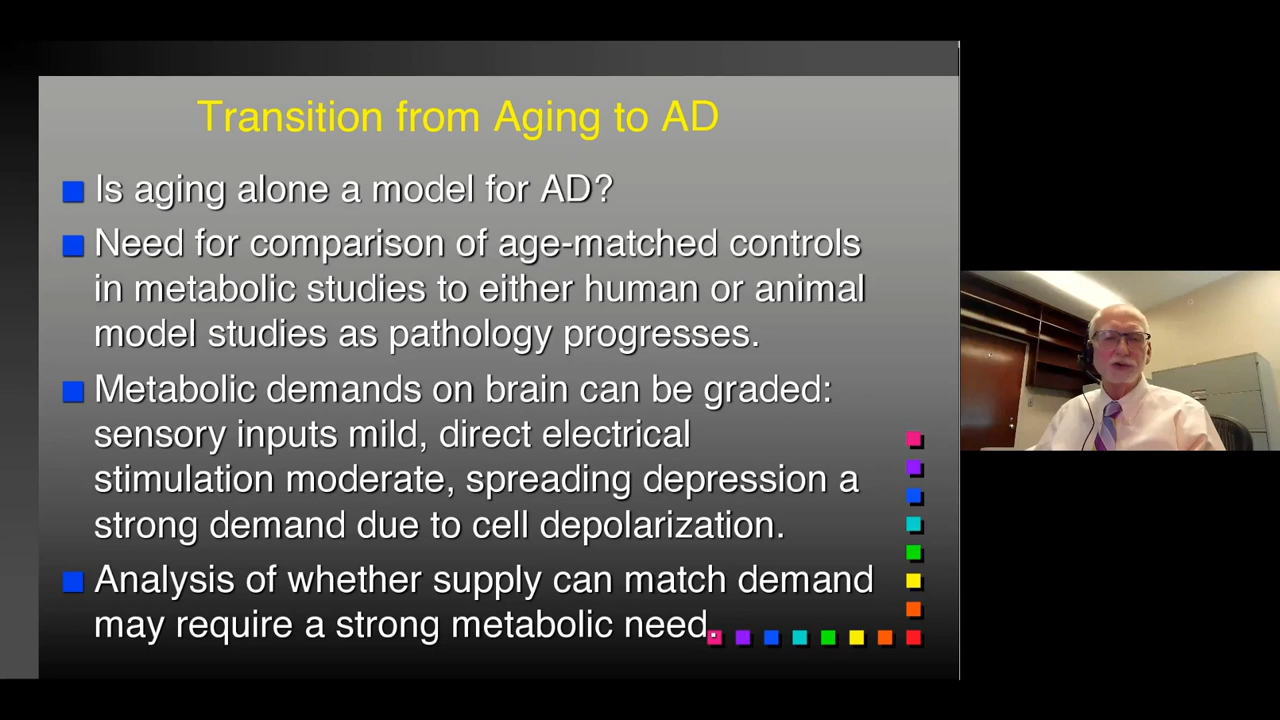 Transition from Aging to AD
Is aging alone a model for AD?
Need for comparison of age-matched controls
in metabolic studies to either human or animal
model studies as pathology progresses.
Metabolic demands on brain can be graded:
sensory inputs mild, direct electrical
stimulation moderate, spreading depression a
strong demand due to cell depolarization.
Analysis of whether supply can match demand
may require a strong metabolic need.